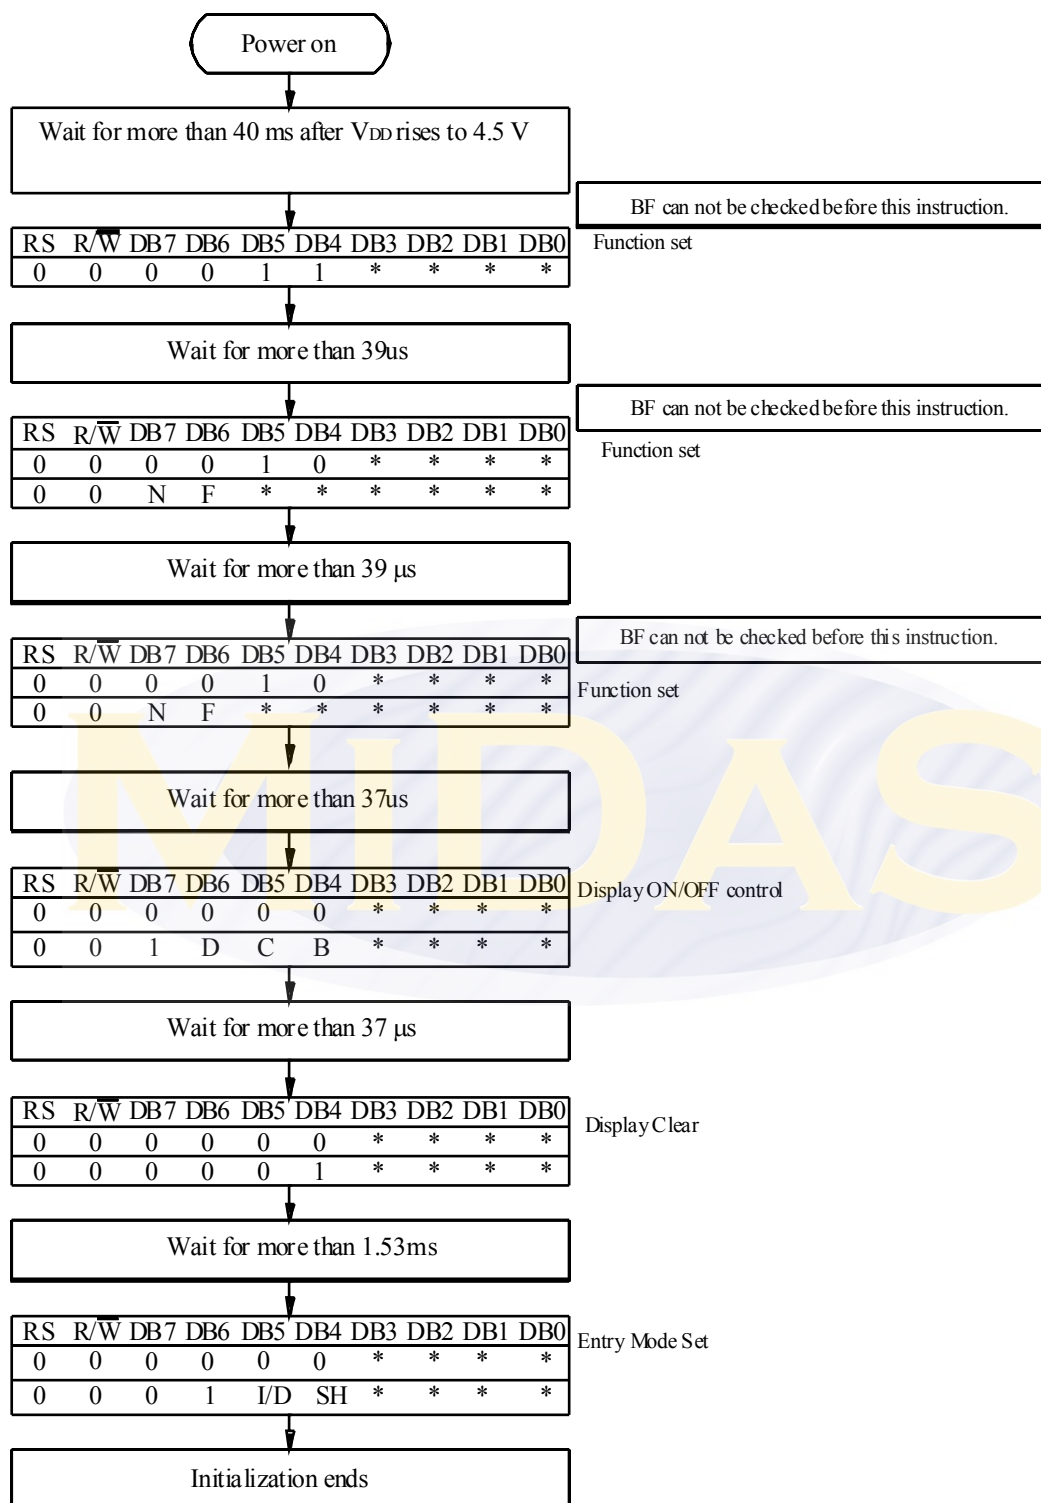 Power on
Wait for more than 40 ms after VDD rises to 4.5 V
BF can not be checked before this instruction.
RS R/W DB7 DB6 DB5 DB4 DB3 DB2 DB1 DB0
Function set
0 0 0 0 1 1 * * * *
Wait for more than 39us
BF can not be checked before this instruction.
RS R/W DB7 DB6 DB5 DB4 DB3 DB2 DB1 DB0
Function set
0 0 0 0 1 0 * * * *
0 0 N F * * * * * *
Wait for more than 39 µs
BF can not be checked before this instruction.
RS R/W DB7 DB6 DB5 DB4 DB3 DB2 DB1 DB0
0 0 0 0 1 0 * * * *
Function set
0 0 N F * * * * * *
MIDAS
Wait for more than 37us
RS R/W DB7 DB6 DB5 DB4 DB3 DB2 DB1 DB0
Display ON/OFF control
0 0 0 0 0 0 * * * *
0 0 1 D C B * * * *
Wait for more than 37 µs
RS R/W DB7 DB6 DB5 DB4 DB3 DB2 DB1 DB0
Display Clear
0 0 0 0 0 0 * * * *
0 0 0 0 0 1 * * * *
Wait for more than 1.53ms
RS R/W DB7 DB6 DB5 DB4 DB3 DB2 DB1 DB0
Entry Mode Set
0 0 0 0 0 0 * * * *
0 0 0 1 I/D SH * * * *
Initialization ends